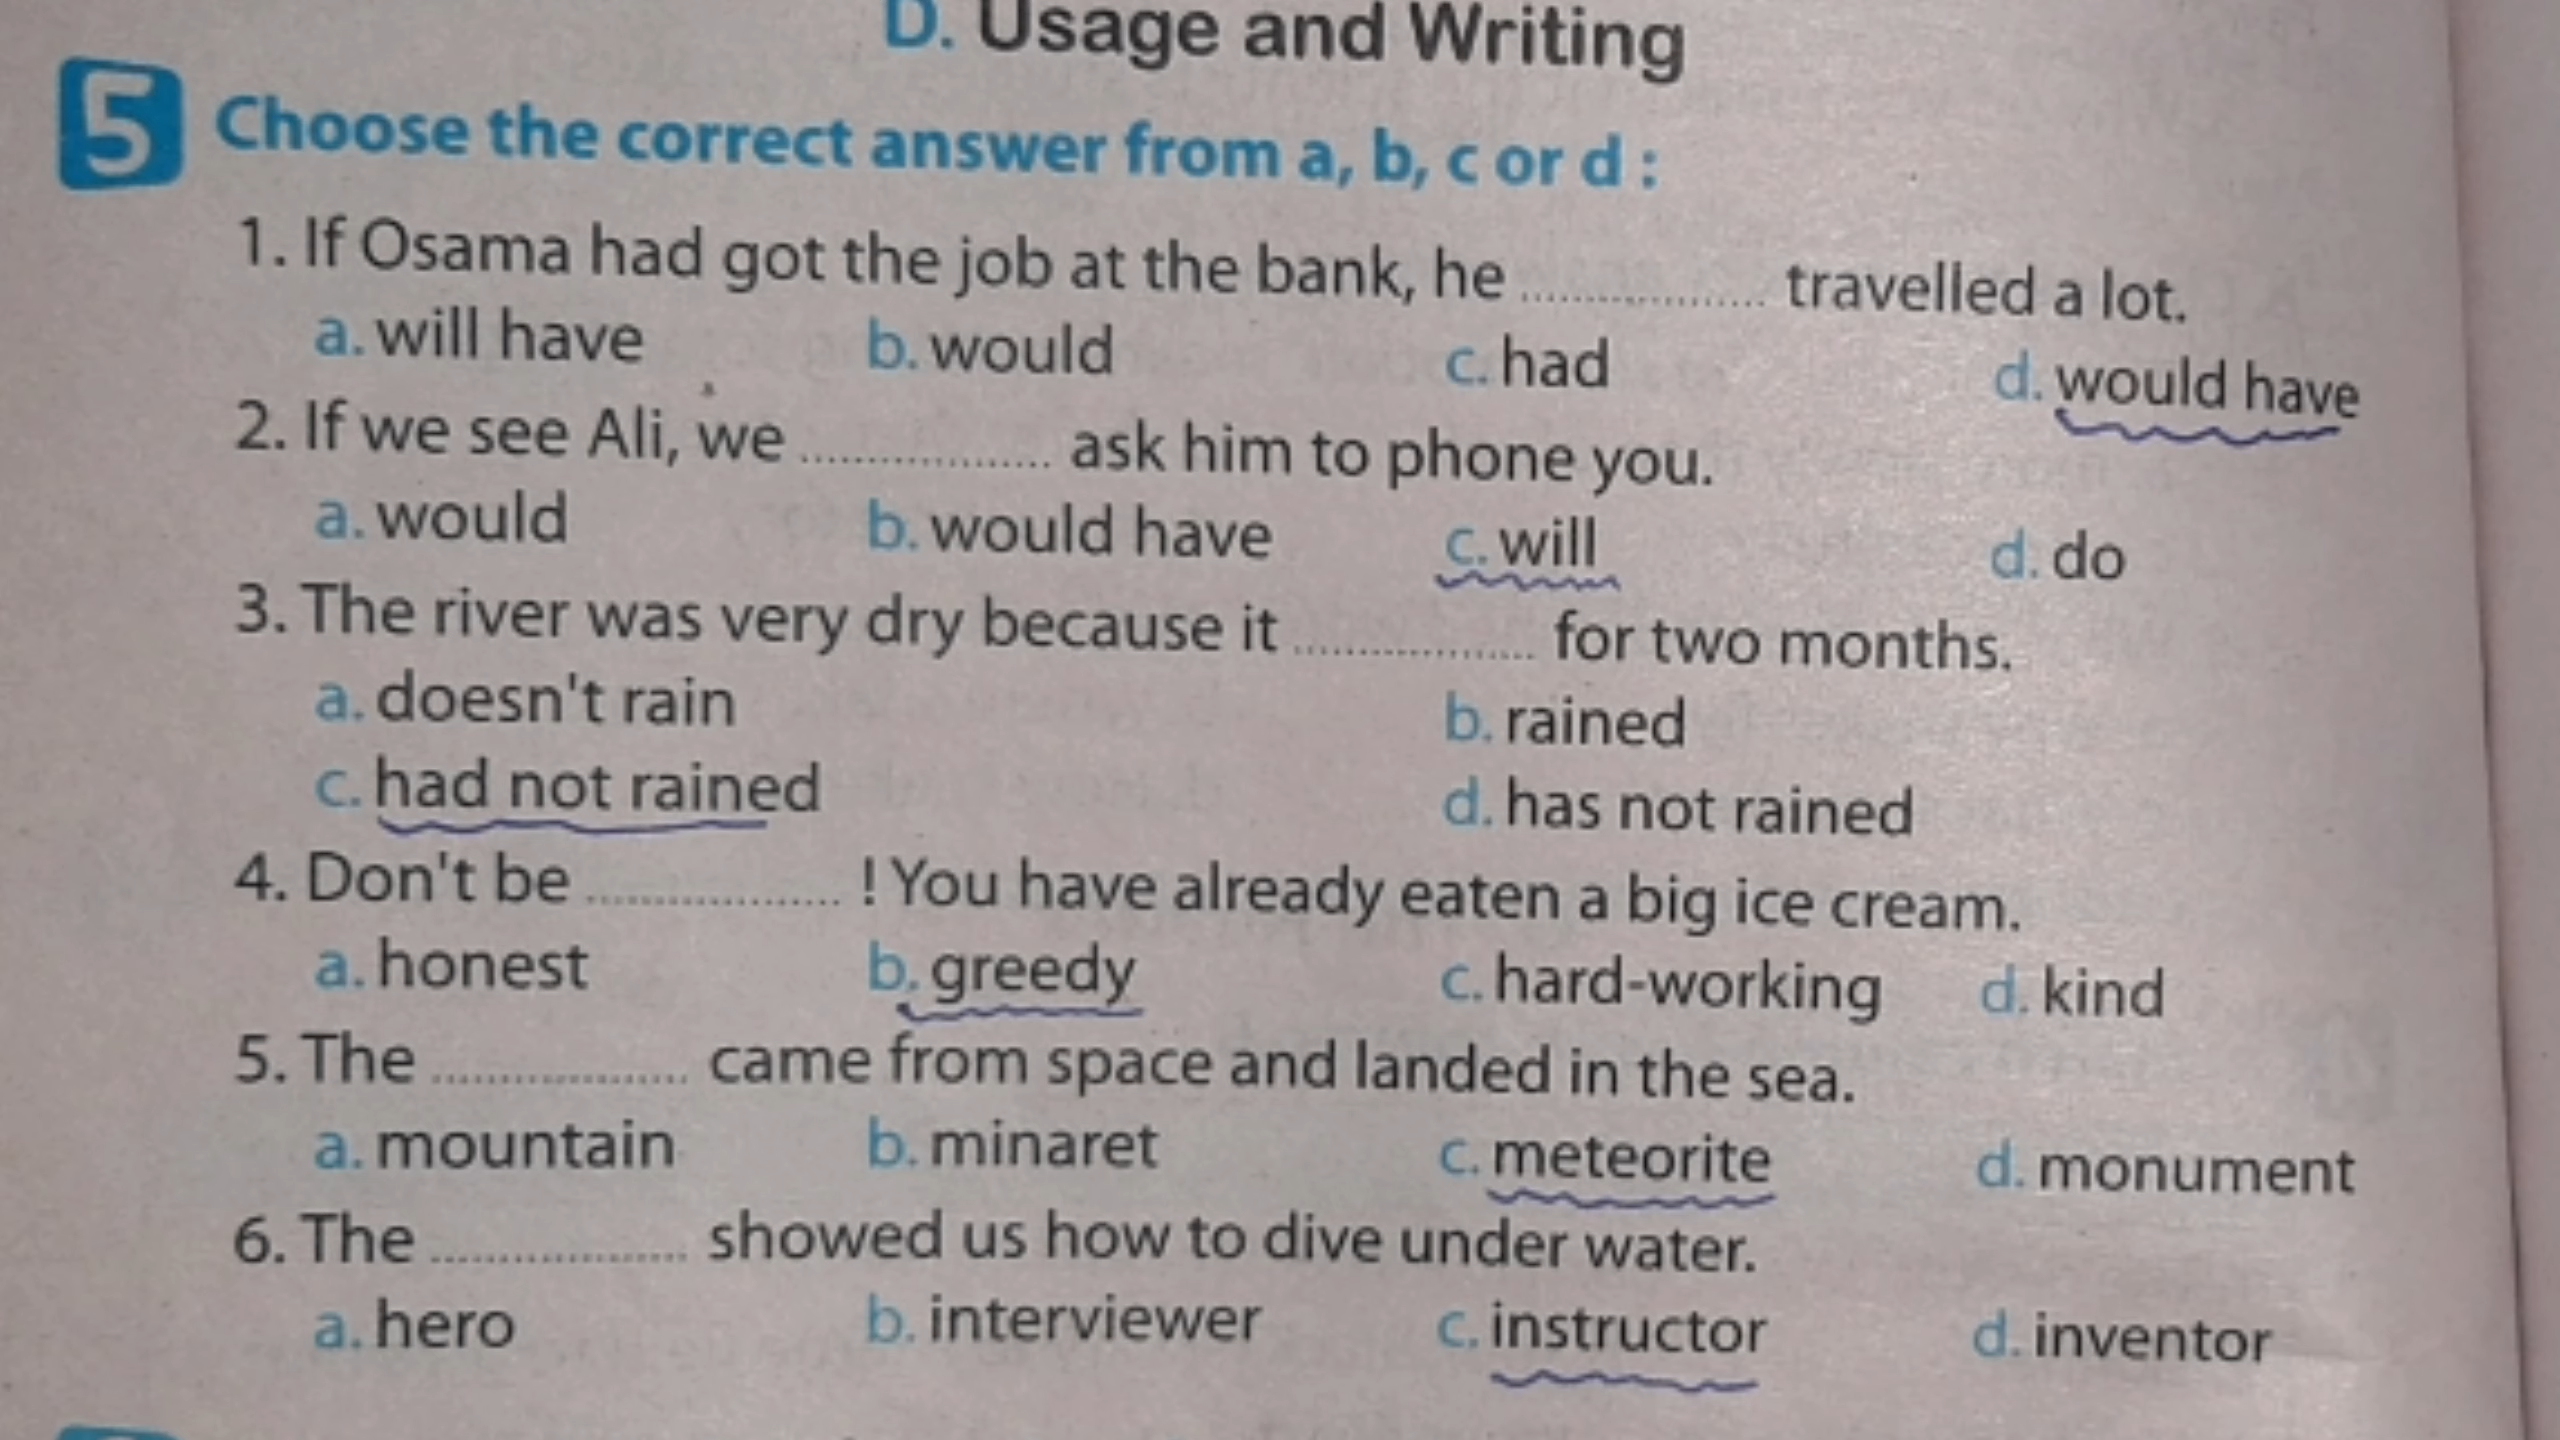 D. Usage and Writing
5 Choose the correct answer from a, b, c or d :
1. If Osama had got the job at the bank, he .................. travelled a lot.
a. will have b. would c. had d. would have
2. If we see Ali, we .................. ask him to phone you.
a. would b. would have c. will d. do
3. The river was very dry because it .................. for two months.
a. doesn't rain b. rained
c. had not rained d. has not rained
4. Don't be .................. ! You have already eaten a big ice cream.
a. honest b. greedy c. hard-working d. kind
5. The .................. came from space and landed in the sea.
a. mountain b. minaret c. meteorite d. monument
6. The .................. showed us how to dive under water.
a. hero b. interviewer c. instructor d. inventor